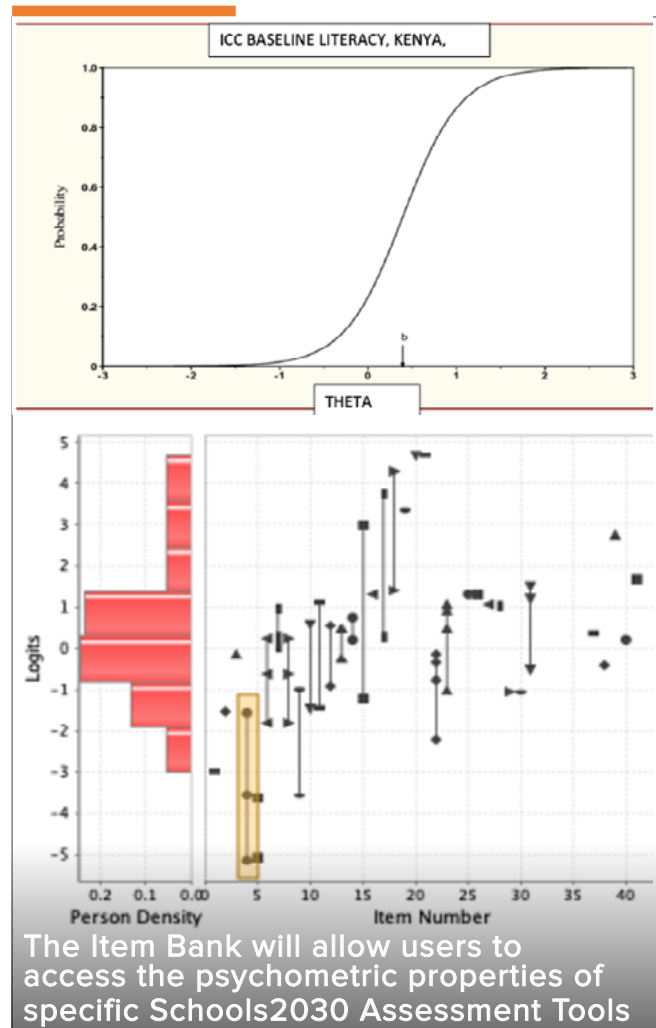 ICC BASELINE LITERACY, KENYA,
1.0
0.8
0.6
0.4
0.2
0
Probability
b
-3 -2 -1 0 1 2 3
THETA
5
4
3
2
1
0
-1
-2
-3
-4
-5
Logits
0.2 0.1 0.0 0 5 10 15 20 25 30 35 40
Person Density Item Number
The Item Bank will allow users to
access the psychometric properties of
specific Schools2030 Assessment Tools